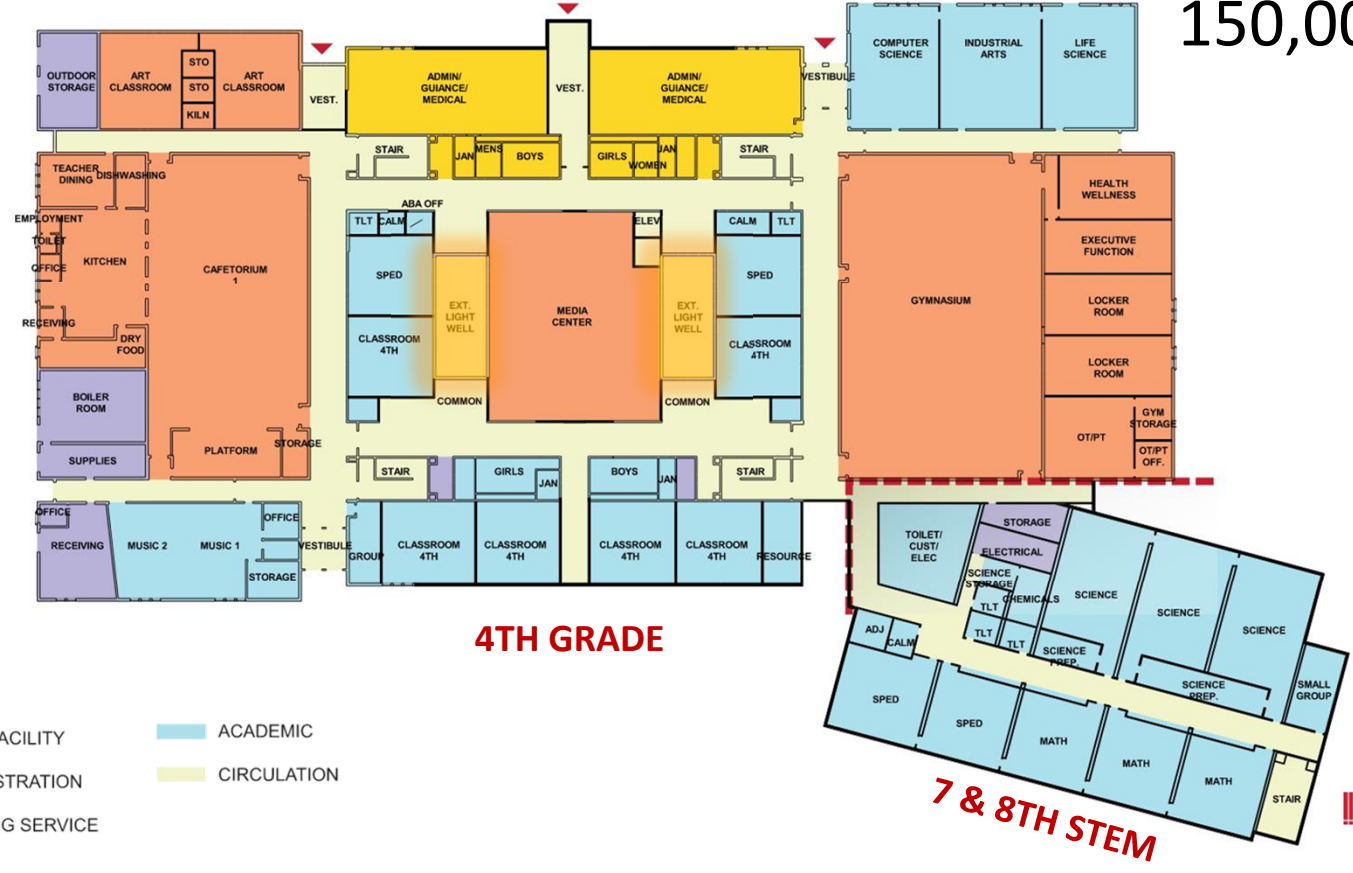 150,00
OUTDOOR
STORAGE
ART
CLASSROOM
STO
STO
KILN
ART
CLASSROOM
VEST.
ADMIN/
GUIANCE/
MEDICAL
VEST.
ADMIN/
GUIANCE/
MEDICAL
VESTIBULE
COMPUTER
SCIENCE
INDUSTRIAL
ARTS
LIFE
SCIENCE
STAIR
JAN
MENS
BOYS
GIRLS
WOMEN
JAN
STAIR
TEACHER
DINING
DISHWASHING
EMPLOYMENT
TOILET
OFFICE
KITCHEN
RECEIVING
DRY
FOOD
CAFETORIUM
1
BOILER
ROOM
SUPPLIES
PLATFORM
STORAGE
ABA OFF
TLT
CALM
SPED
CLASSROOM
4TH
EXT.
LIGHT
WELL
COMMON
MEDIA
CENTER
ELEV
EXT.
LIGHT
WELL
COMMON
CALM
TLT
SPED
CLASSROOM
4TH
GYMNASIUM
HEALTH
WELLNESS
EXECUTIVE
FUNCTION
LOCKER
ROOM
LOCKER
ROOM
OT/PT
GYM
STORAGE
OT/PT
OFF.
STAIR
GIRLS
JAN
BOYS
JAN
STAIR
OFFICE
RECEIVING
MUSIC 2
MUSIC 1
OFFICE
STORAGE
VESTIBULE
GROUP
CLASSROOM
4TH
CLASSROOM
4TH
CLASSROOM
4TH
CLASSROOM
4TH
RESOURCE
4TH GRADE
TOILET/
CUST/
ELEC
STORAGE
ELECTRICAL
SCIENCE
STORAGE
CHEMICALS
TLT
TLT
TLT
SCIENCE
SCIENCE
SCIENCE
SCIENCE
PREP.
SCIENCE
PREP.
SMALL
GROUP
ADJ
CALM
SPED
SPED
MATH
MATH
MATH
STAIR
7 & 8TH STEM
ACILITY
STRATION
G SERVICE
ACADEMIC
CIRCULATION